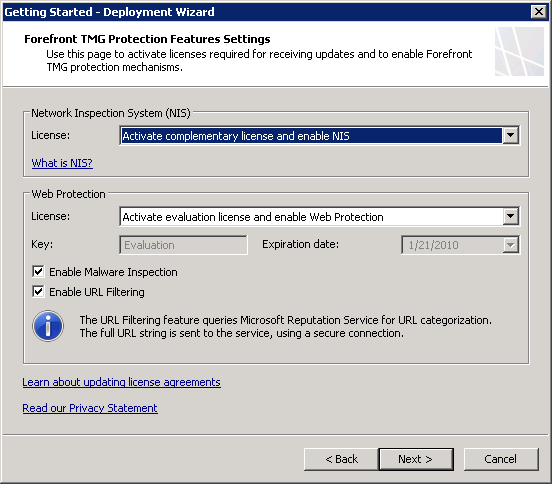 Getting Started - Deployment Wizard
Forefront TMG Protection Features Settings
Use this page to activate licenses required for receiving updates and to enable Forefront
TMG protection mechanisms.
Network Inspection System (NIS)
License: Activate complementary license and enable NIS
What is NIS?
Web Protection
License: Activate evaluation license and enable Web Protection
Key: Evaluation Expiration date: 1/21/2010
Enable Malware Inspection
Enable URL Filtering
The URL Filtering feature queries Microsoft Reputation Service for URL categorization.
The full URL string is sent to the service, using a secure connection.
Learn about updating license agreements
Read our Privacy Statement
< Back Next > Cancel